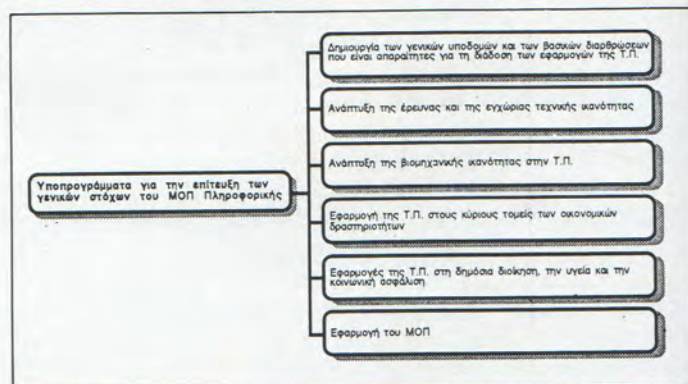 Δημιουργία των γενικών υποδομών και των βασικών διαρθρώσεων
που είναι απαραίτητες για τη διάδοση των εφαρμογών της Τ.Π.
Ανάπτυξη της έρευνας και της εγχώριας τεχνικής ικανότητας
Ανάπτυξη της βιομηχανικής ικανότητας στην Τ.Π.
Υποπρογράμματα για την επίτευξη των
γενικών στόχων του ΜΟΠ Πληροφορικής
Εφαρμογή της Τ.Π. στους κύριους τομείς των οικονομικών
δραστηριοτήτων
Εφαρμογές της Τ.Π. στη δημόσια διοίκηση, την υγεία και την
κοινωνική ασφάλιση
Εφαρμογή του ΜΟΠ